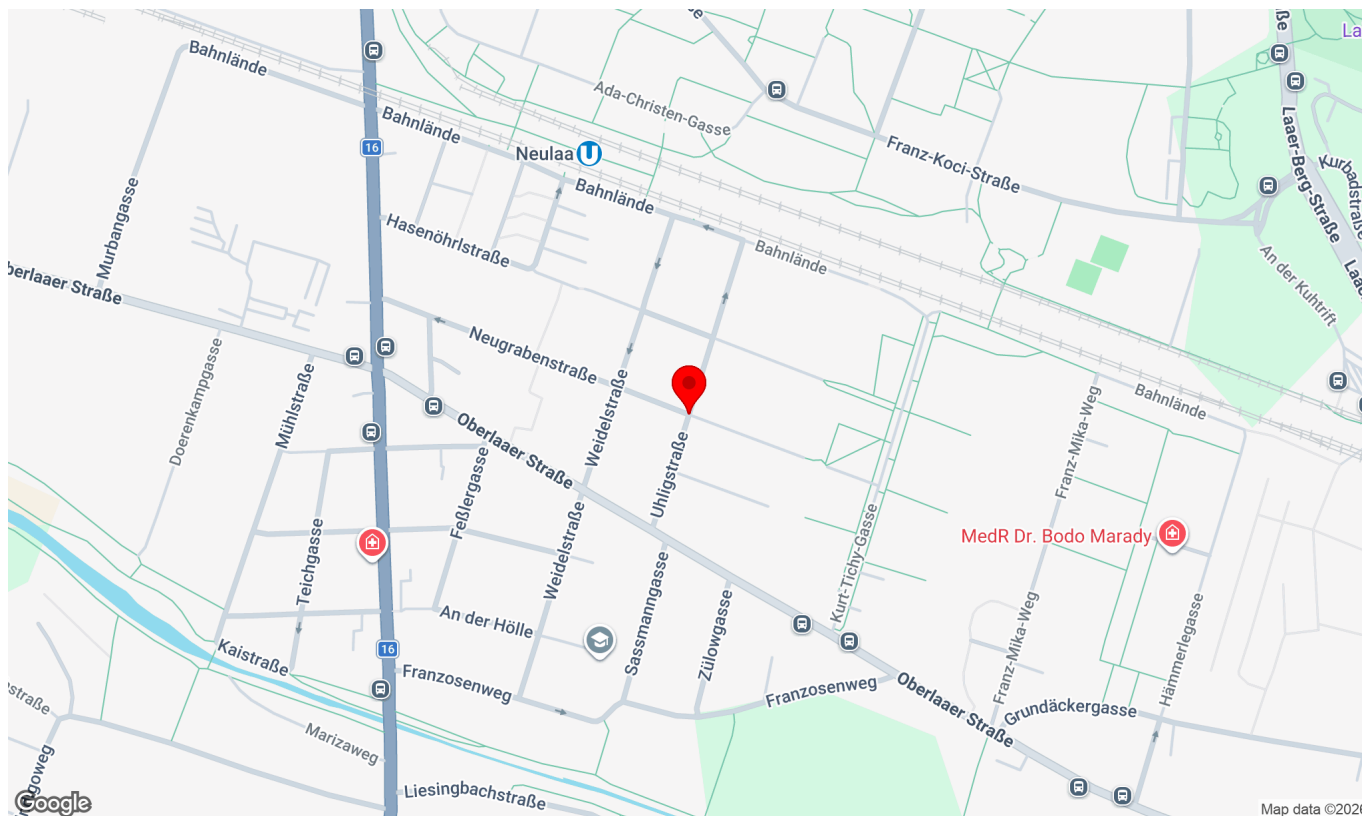 Bahnlände
Bahnlände
Ada-Christen-Gasse
Neulaa
U
16
Bahnlände
Franz-Koci-Straße
Laaer-Berg-Straße
Kurbadstraße
An der Kuhtrift
Murbangasse
Hasenöhrlstraße
Bahnlände
Neugrabenstraße
Weidelstraße
Mühlstraße
Doerenkampgasse
Oberlaaer Straße
Uhligstraße
Franz-Mika-Weg
Bahnlände
Feßlergasse
Teichgasse
Weidelstraße
Sassmanngasse
Zülowgasse
Kurt-Tichy-Gasse
MedR Dr. Bodo Marady
An der Hölle
Kaistraße
16
Franzosenweg
Franzosenweg
Oberlaaer Straße
Franz-Mika-Weg
Grundäckergasse
Hämmerlegasse
Marizaweg
Liesingbachstraße
Google
Map data ©2026